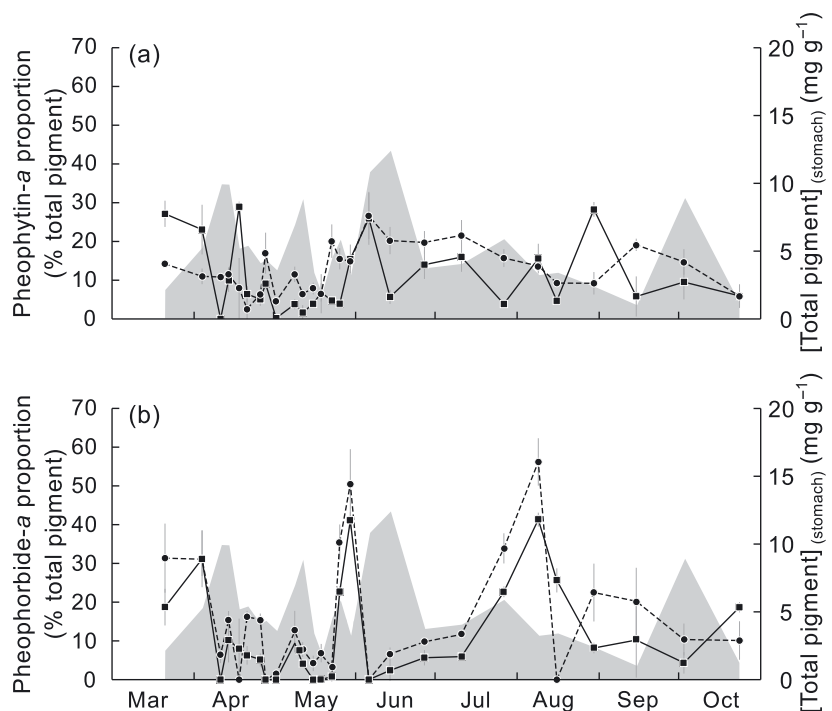 (a)
Pheophytin-a proportion
(% total pigment)
70
60
50
40
30
20
10
0
20
15
10
5
0
[Total pigment] (stomach) (mg g⁻¹)
(b)
Pheophorbide-a proportion
(% total pigment)
70
60
50
40
30
20
10
0
20
15
10
5
0
[Total pigment] (stomach) (mg g⁻¹)
Mar Apr May Jun Jul Aug Sep Oct